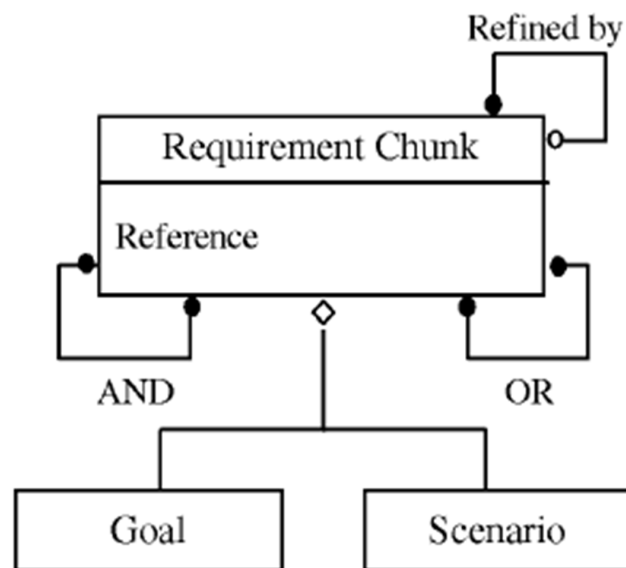 Refined by
Requirement Chunk
Reference
AND
OR
Goal
Scenario